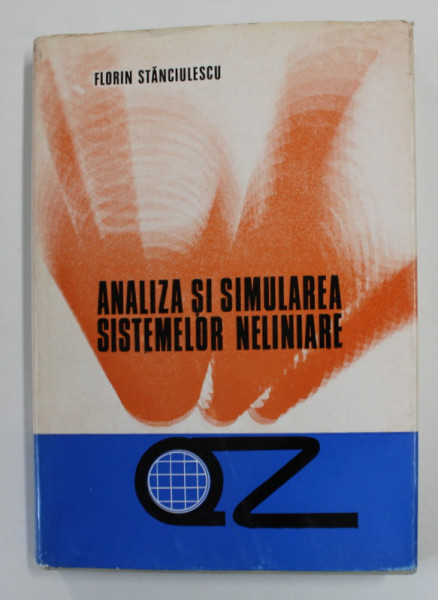 FLORIN STĂNCIULESCU
ANALIZA ȘI SIMULAREA
SISTEMELOR NELINIARE